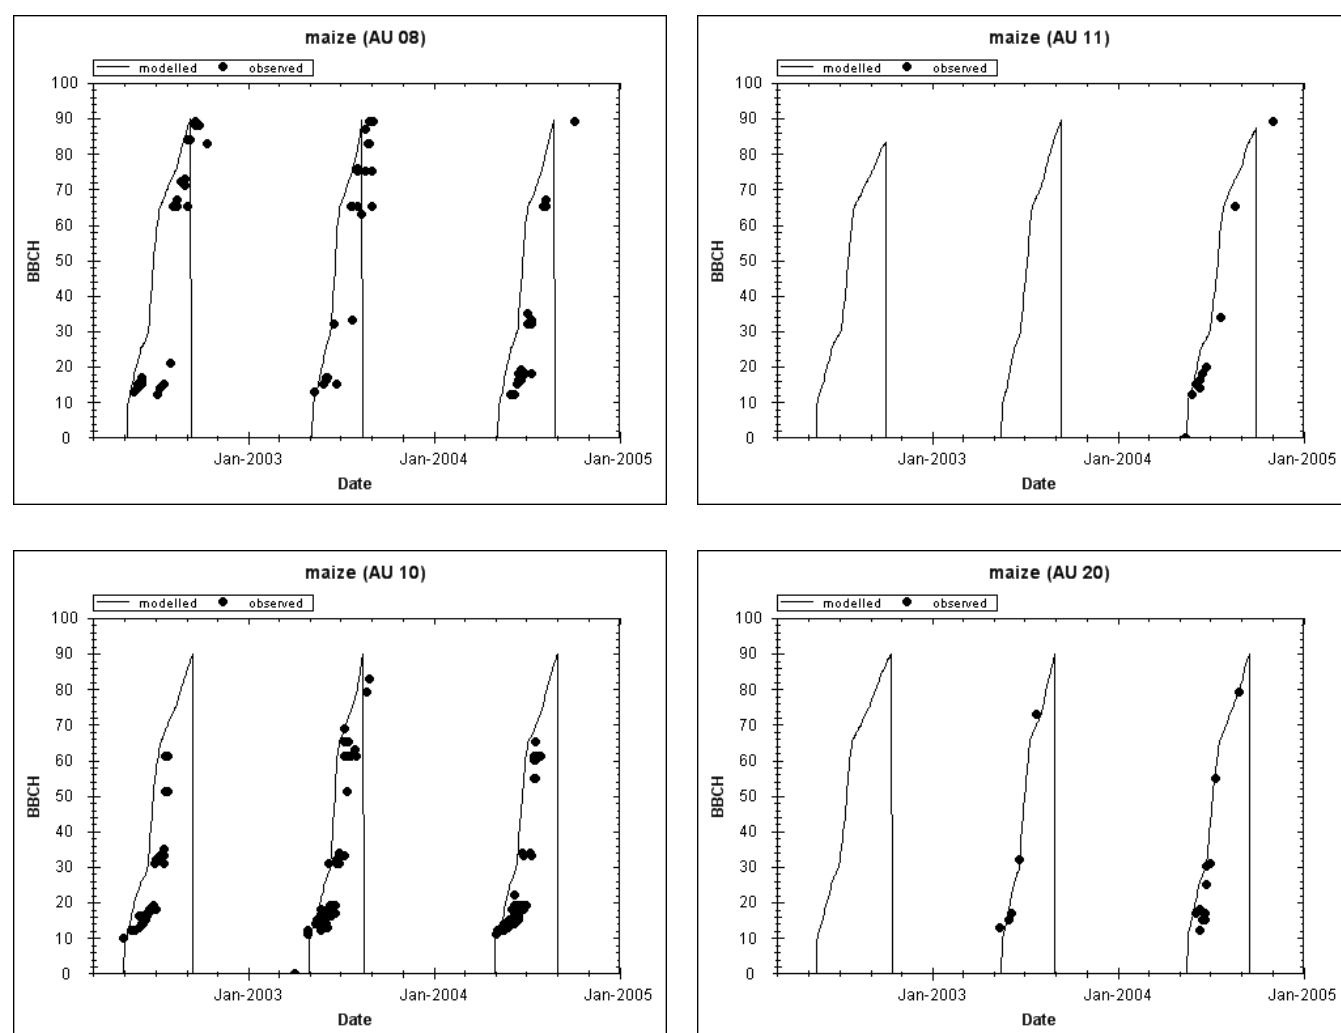 maize (AU 08)
modelled observed
100
90
80
70
60
50
40
30
20
10
0
BBCH
Jan-2003 Jan-2004 Jan-2005
Date
maize (AU 11)
modelled observed
100
90
80
70
60
50
40
30
20
10
0
BBCH
Jan-2003 Jan-2004 Jan-2005
Date
maize (AU 10)
modelled observed
100
90
80
70
60
50
40
30
20
10
0
BBCH
Jan-2003 Jan-2004 Jan-2005
Date
maize (AU 20)
modelled observed
100
90
80
70
60
50
40
30
20
10
0
BBCH
Jan-2003 Jan-2004 Jan-2005
Date